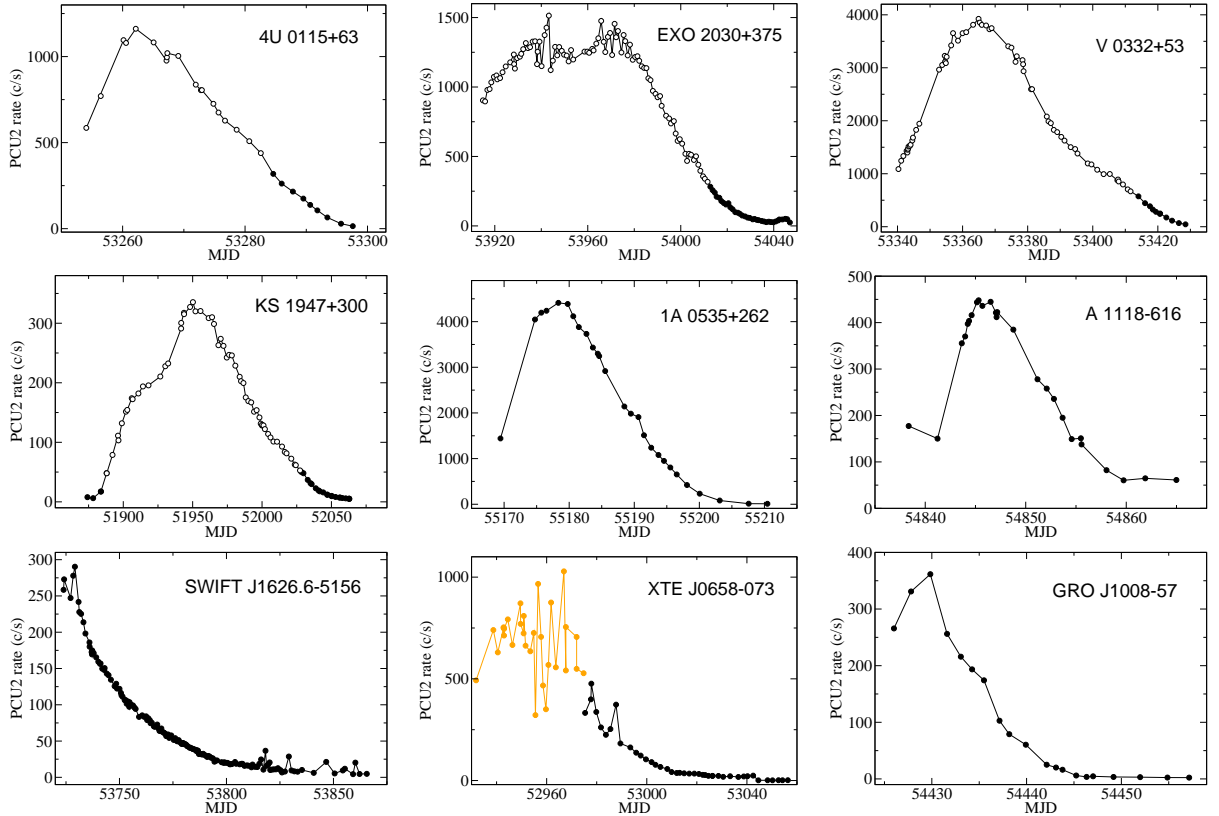 4U 0115+63
PCU2 rate (c/s)
1000
500
0
53260 53280 53300
MJD
EXO 2030+375
PCU2 rate (c/s)
1500
1250
1000
750
500
250
0
53920 53960 54000 54040
MJD
V 0332+53
PCU2 rate (c/s)
4000
3000
2000
1000
0
53340 53360 53380 53400 53420
MJD
KS 1947+300
PCU2 rate (c/s)
300
200
100
0
51900 51950 52000 52050
MJD
1A 0535+262
PCU2 rate (c/s)
4500
3000
1500
0
55170 55180 55190 55200 55210
MJD
A 1118-616
PCU2 rate (c/s)
500
400
300
200
100
0
54840 54850 54860
MJD
SWIFT J1626.6-5156
PCU2 rate (c/s)
300
250
200
150
100
50
0
53750 53800 53850
MJD
XTE J0658-073
PCU2 rate (c/s)
1000
500
0
52960 53000 53040
MJD
GRO J1008-57
PCU2 rate (c/s)
400
300
200
100
0
54430 54440 54450
MJD